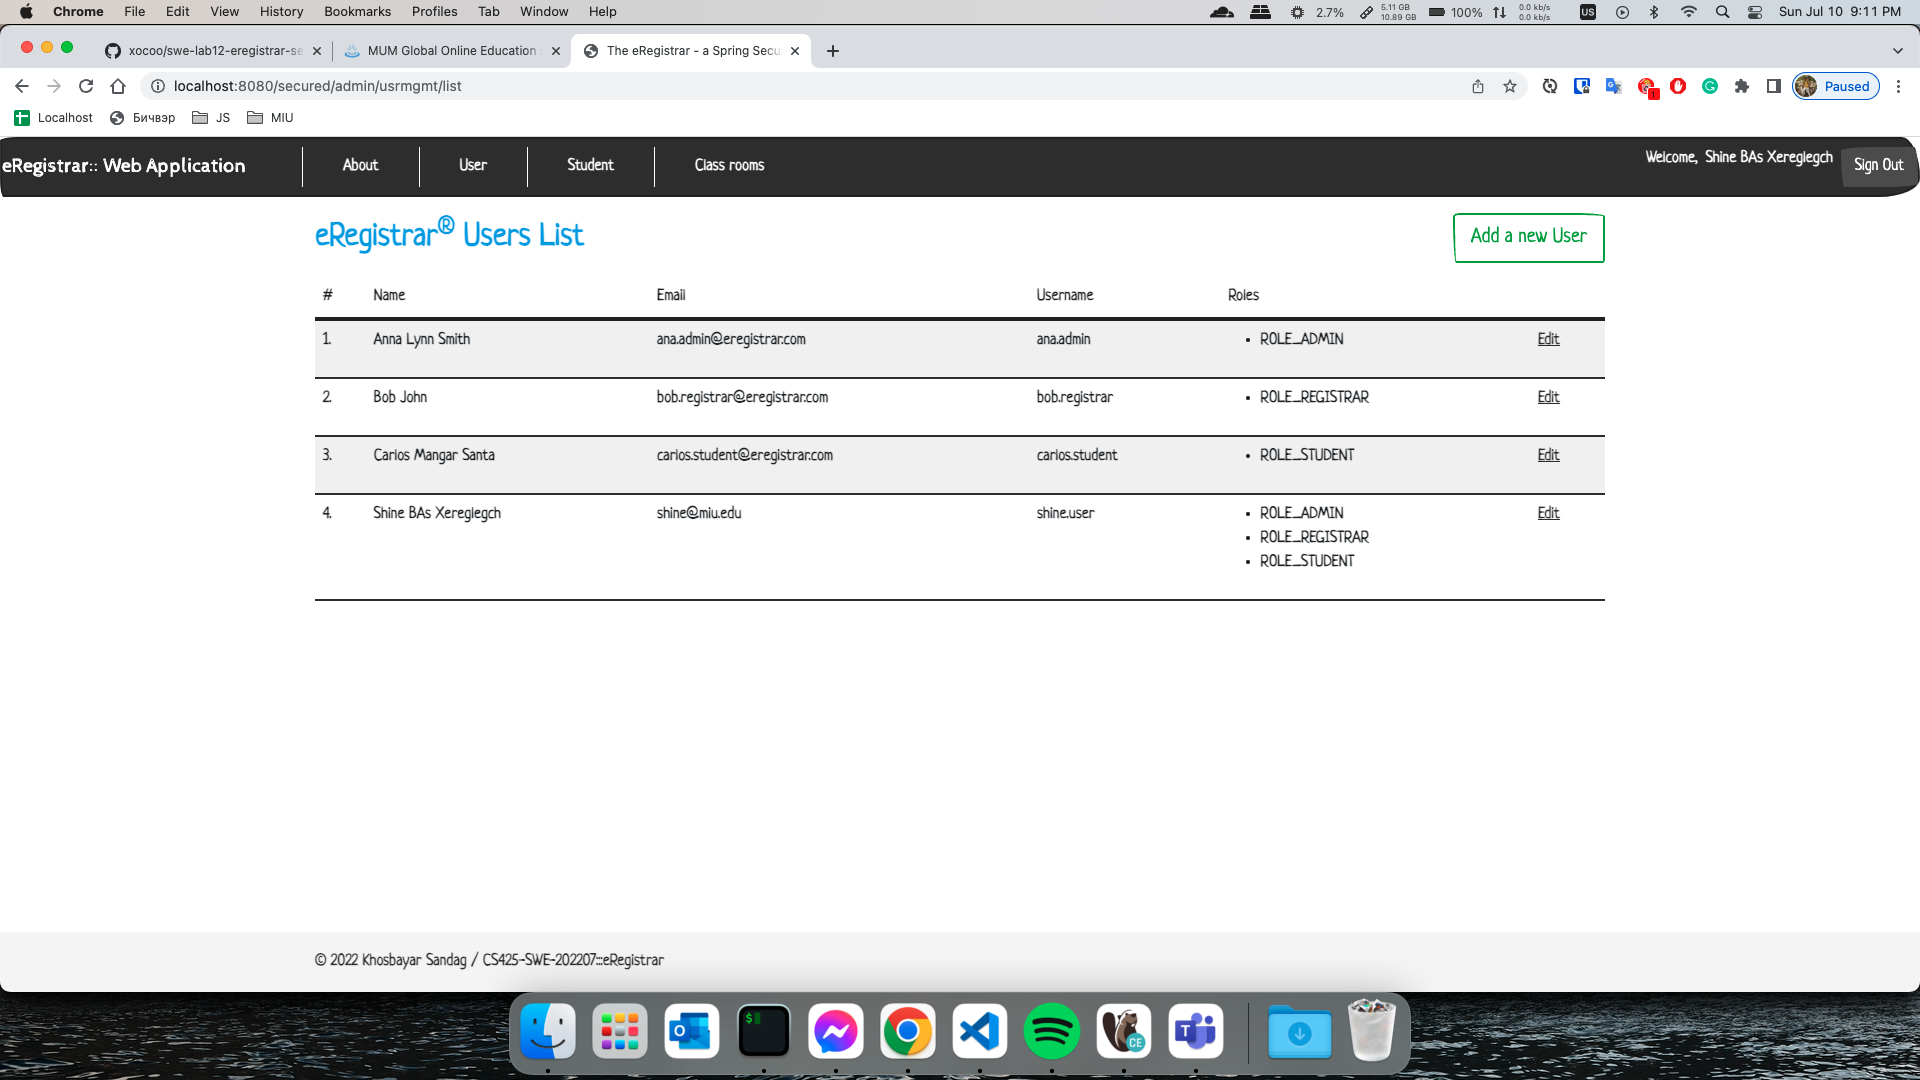 Chrome File Edit View History Bookmarks Profiles Tab Window Help 2.7% 5.11 GB 10.89 GB 100% 0.0 kb/s 0.0 kb/s US Sun Jul 10 9:11 PM
xocoo/swe-lab12-eregistrar-se MUM Global Online Education The eRegistrar - a Spring Secu
localhost:8080/secured/admin/usrmgmt/list 1 Paused
Localhost Бичвэр JS MIU
eRegistrar:: Web Application About User Student Class rooms Welcome, Shine BAs Xereglegch Sign Out
eRegistrar® Users List Add a new User
# Name Email Username Roles
1. Anna Lynn Smith ana.admin@eregistrar.com ana.admin • ROLE_ADMIN Edit
2. Bob John bob.registrar@eregistrar.com bob.registrar • ROLE_REGISTRAR Edit
3. Carlos Mangar Santa carlos.student@eregistrar.com carlos.student • ROLE_STUDENT Edit
4. Shine BAs Xereglegch shine@miu.edu shine.user • ROLE_ADMIN Edit
• ROLE_REGISTRAR
• ROLE_STUDENT
© 2022 Khosbayar Sandag / CS425-SWE-202207:::eRegistrar
O $ CE T